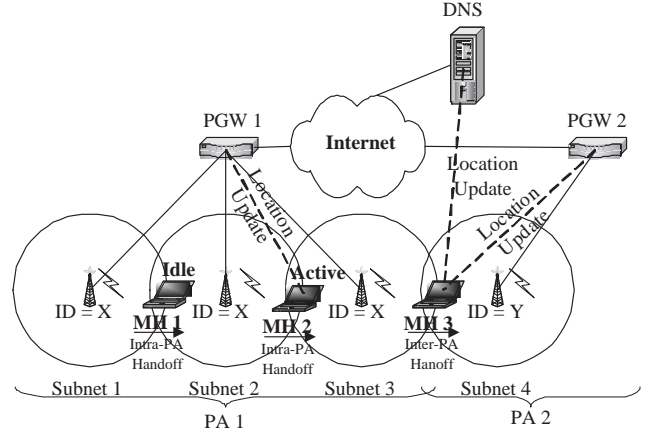 DNS
PGW 1
Internet
PGW 2
Location
Update
Location
Update
Location
Update
Idle
Active
ID = X
ID = X
ID = X
ID = Y
MH 1
MH 2
MH 3
Intra-PA
Handoff
Intra-PA
Handoff
Inter-PA
Hanoff
Subnet 1
Subnet 2
Subnet 3
Subnet 4
PA 1
PA 2